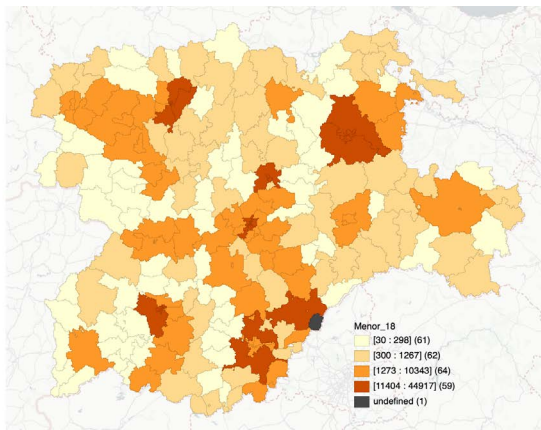 Menor_18
[30 : 298] (61)
[300 : 1267] (62)
[1273 : 10343] (64)
[11404 : 44917] (59)
undefined (1)